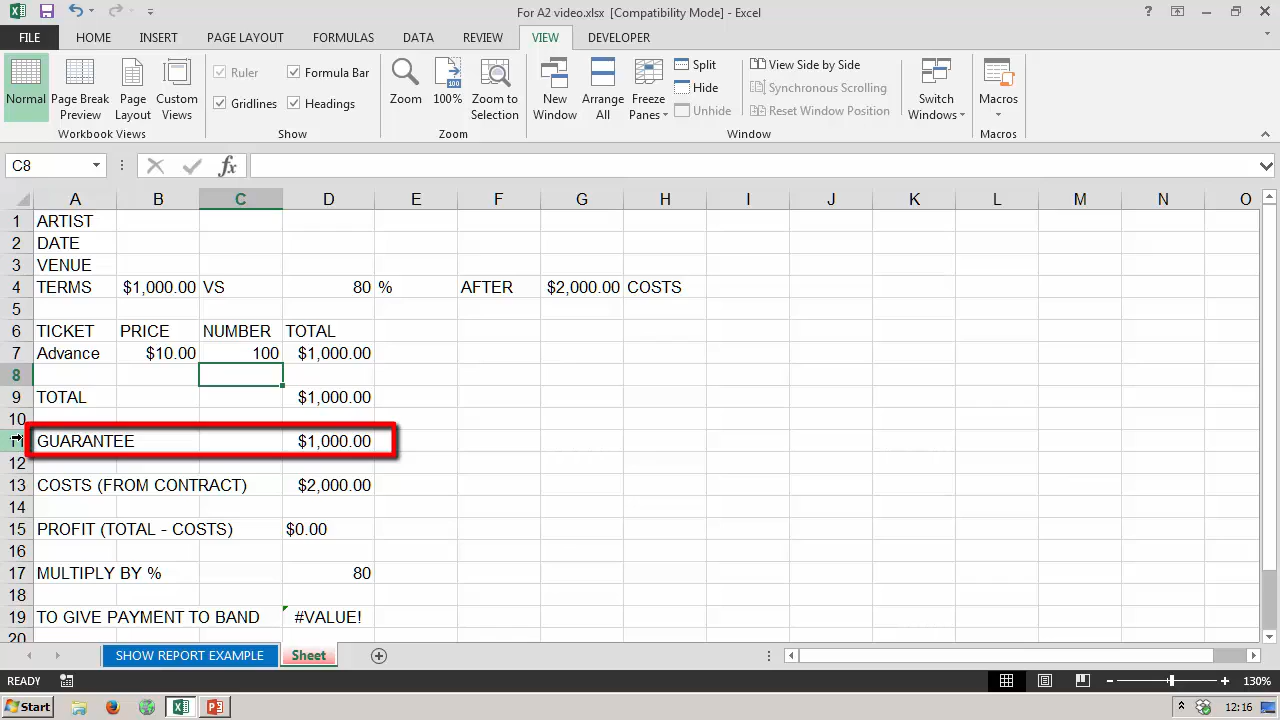 For A2 video.xlsx [Compatibility Mode] - Excel
FILE HOME INSERT PAGE LAYOUT FORMULAS DATA REVIEW VIEW DEVELOPER
Normal
Page Break Preview
Page Layout
Custom Views
Workbook Views
Ruler
Formula Bar
Gridlines
Headings
Show
Zoom
100%
Zoom to Selection
Zoom
New Window
Arrange All
Freeze Panes
Split
Hide
Unhide
View Side by Side
Synchronous Scrolling
Reset Window Position
Window
Switch Windows
Macros
Macros
C8
fx
A B C D E F G H I J K L M N O
1 ARTIST
2 DATE
3 VENUE
4 TERMS $1,000.00 VS 80 % AFTER $2,000.00 COSTS
5
6 TICKET PRICE NUMBER TOTAL
7 Advance $10.00 100 $1,000.00
8
9 TOTAL $1,000.00
10
11 GUARANTEE $1,000.00
12
13 COSTS (FROM CONTRACT) $2,000.00
14
15 PROFIT (TOTAL - COSTS) $0.00
16
17 MULTIPLY BY % 80
18
19 TO GIVE PAYMENT TO BAND #VALUE!
20
SHOW REPORT EXAMPLE Sheet
READY 130%
Start 12:16